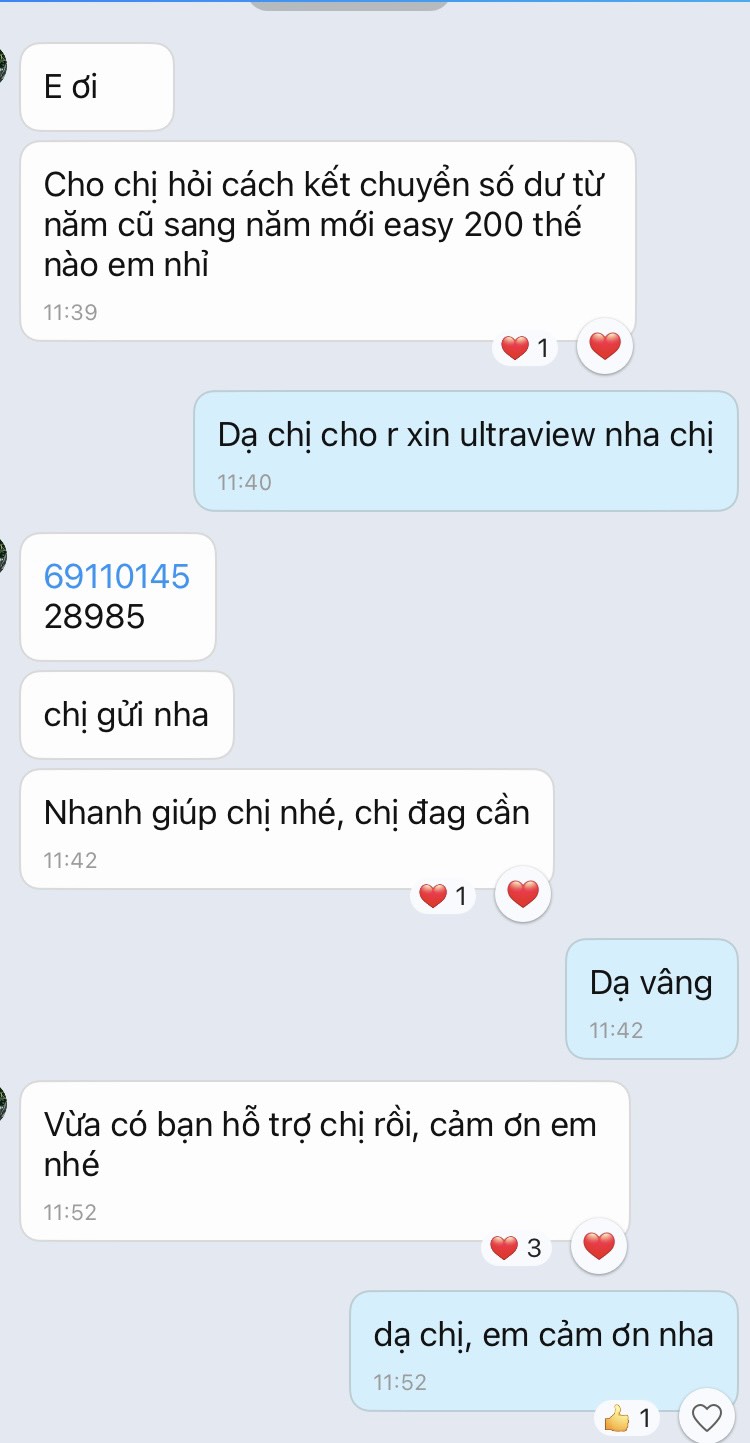 E ơi
Cho chị hỏi cách kết chuyển số dư từ
năm cũ sang năm mới easy 200 thế
nào em nhỉ
11:39
1
Dạ chị cho r xin ultraview nha chị
11:40
69110145
28985
chị gửi nha
Nhanh giúp chị nhé, chị đag cần
11:42
1
Dạ vâng
11:42
Vừa có bạn hỗ trợ chị rồi, cảm ơn em
nhé
11:52
3
dạ chị, em cảm ơn nha
11:52
1